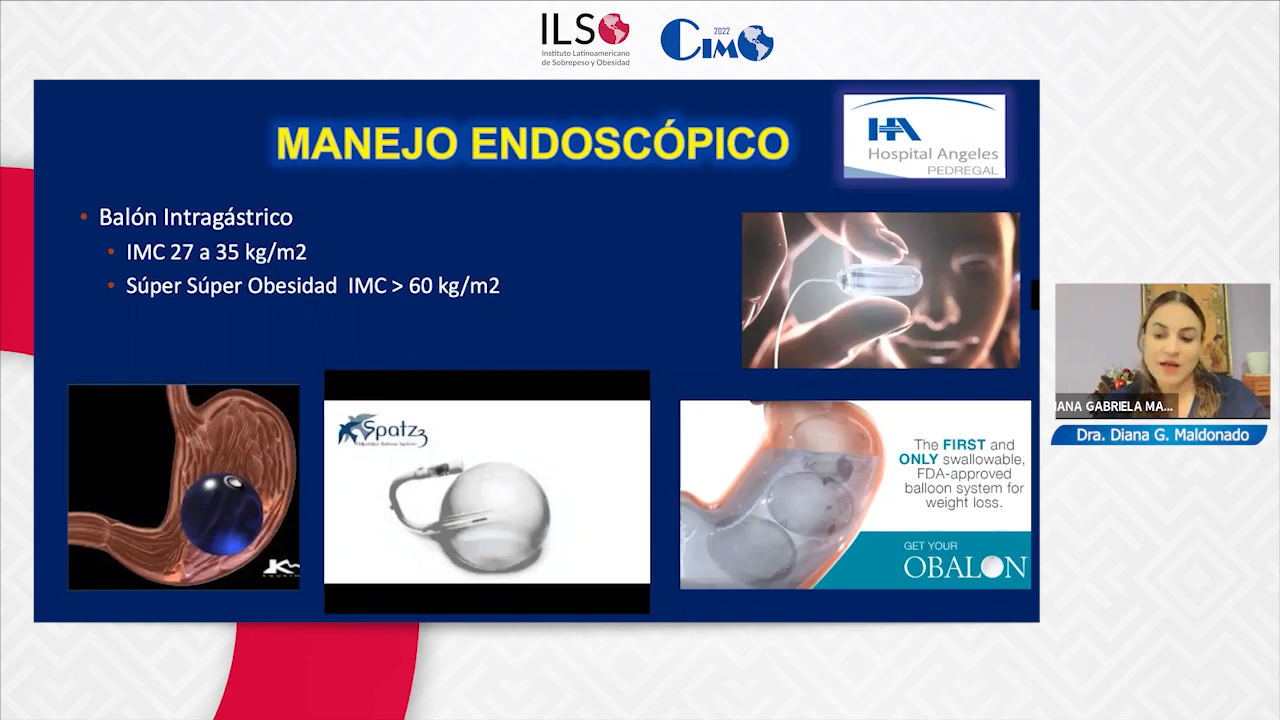 ILSO
Instituto Latinoamericano
de Sobrepeso y Obesidad
2022
CIMO
MANEJO ENDOSCÓPICO
HA
Hospital Angeles
PEDREGAL
• Balón Intragástrico
• IMC 27 a 35 kg/m2
• Súper Súper Obesidad IMC > 60 kg/m2
Spatz3
The FIRST and
ONLY swallowable,
FDA-approved
balloon system for
weight loss.
GET YOUR
OBALON
IANA GABRIELA MA...
Dra. Diana G. Maldonado